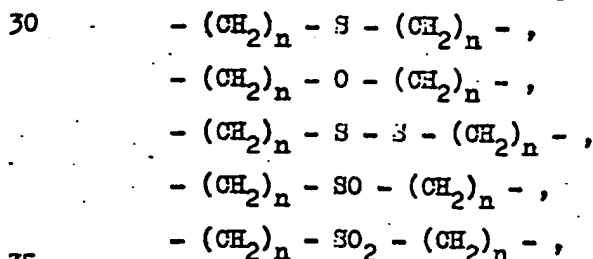 30 - (CH₂)ₙ - S - (CH₂)ₙ - ,
- (CH₂)ₙ - O - (CH₂)ₙ - ,
- (CH₂)ₙ - S - S - (CH₂)ₙ - ,
- (CH₂)ₙ - SO - (CH₂)ₙ - ,
- (CH₂)ₙ - SO₂ - (CH₂)ₙ - ,